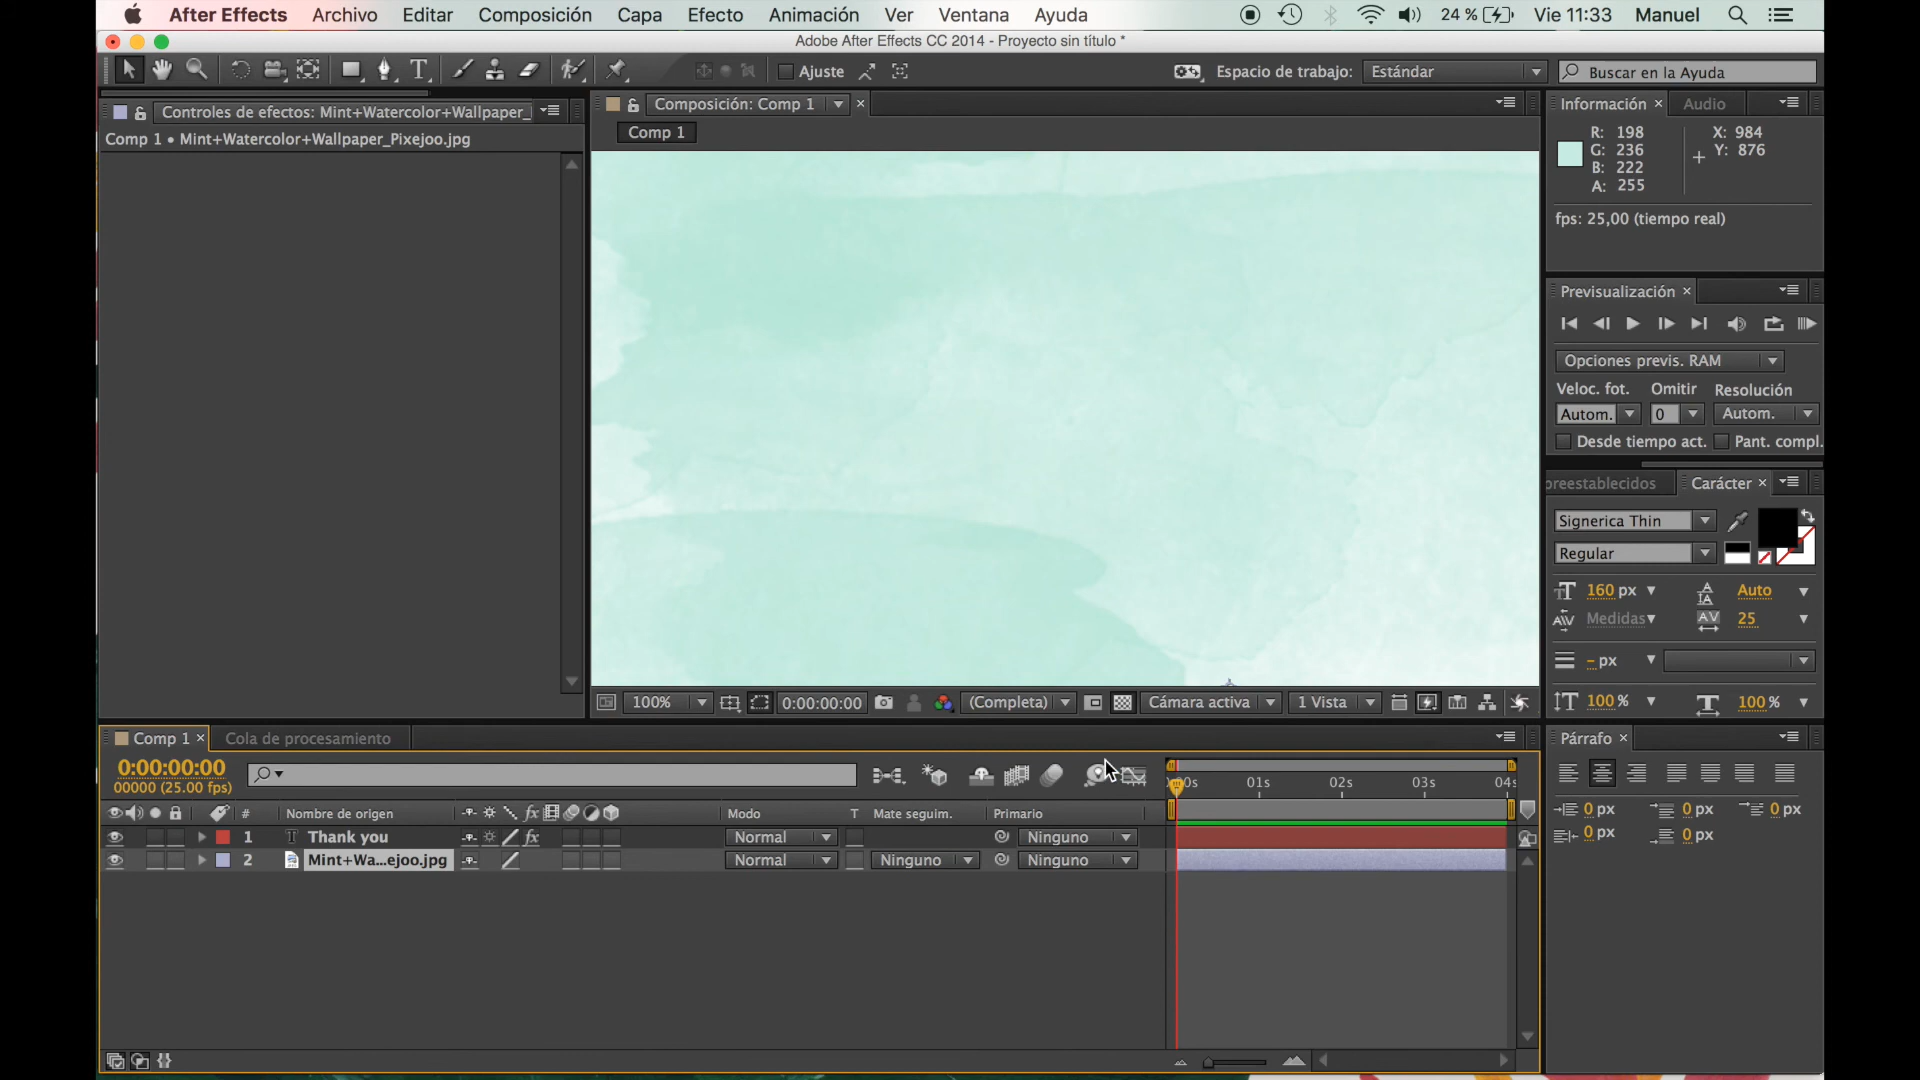 After Effects Archivo Editar Composición Capa Efecto Animación Ver Ventana Ayuda 24 % Vie 11:33 Manuel
Adobe After Effects CC 2014 - Proyecto sin título *
Ajuste Espacio de trabajo: Estándar Buscar en la Ayuda
Controles de efectos: Mint+Watercolor+Wallpaper_
Comp 1 • Mint+Watercolor+Wallpaper_Pixejoo.jpg
Composición: Comp 1 ×
Comp 1
Información × Audio
R: 198 X: 984
G: 236 Y: 876
B: 222
A: 255
fps: 25,00 (tiempo real)
Previsualización ×
Opciones previs. RAM
Veloc. fot. Omitir Resolución
Autom. 0 Autom.
Desde tiempo act. Pant. compl.
preestablecidos Carácter ×
Signerica Thin
Regular
160 px Auto
Medidas 25
- px
100 % 100 %
100% 0:00:00:00 (Completa) Cámara activa 1 Vista
Comp 1 × Cola de procesamiento
0:00:00:00
00000 (25.00 fps)
01s 02s 03s
# Nombre de origen fx Modo T Mate seguim. Primario
1 T Thank you fx Normal Ninguno
2 Mint+Wa...ejoo.jpg Normal Ninguno Ninguno
Párrafo ×
0 px 0 px 0 px
0 px 0 px